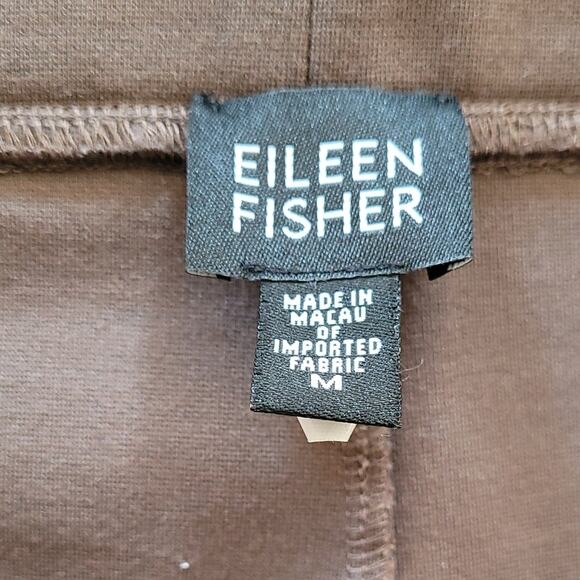 EILEEN
FISHER
MADE IN
MACAU
OF
IMPORTED
FABRIC
M